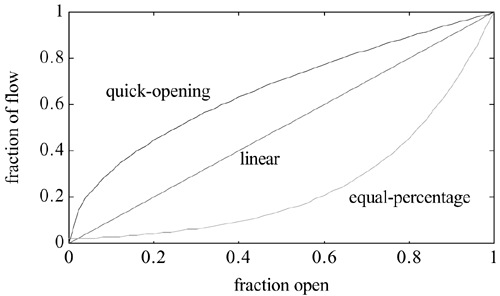 1
0.8
0.6
0.4
0.2
0
fraction of flow
quick-opening
linear
equal-percentage
0 0.2 0.4 0.6 0.8 1
fraction open